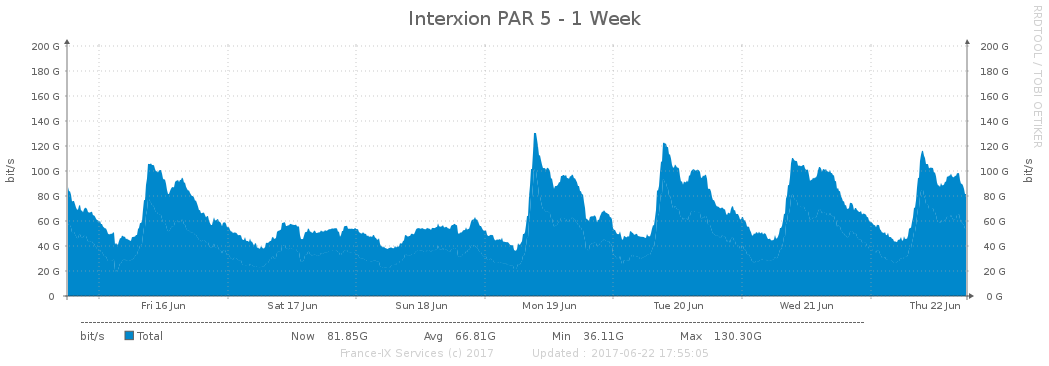 Interxion PAR 5 - 1 Week
RRDTOOL / TOBI OETIKER
200 G 200 G
180 G 180 G
160 G 160 G
140 G 140 G
120 G 120 G
100 G 100 G
80 G 80 G
60 G 60 G
40 G 40 G
20 G 20 G
0 0 G
bit/s
bit/s
Fri 16 Jun Sat 17 Jun Sun 18 Jun Mon 19 Jun Tue 20 Jun Wed 21 Jun Thu 22 Jun
bit/s Total Now 81.85G Avg 66.81G Min 36.11G Max 130.30G
France-IX Services (c) 2017 Updated : 2017-06-22 17:55:05